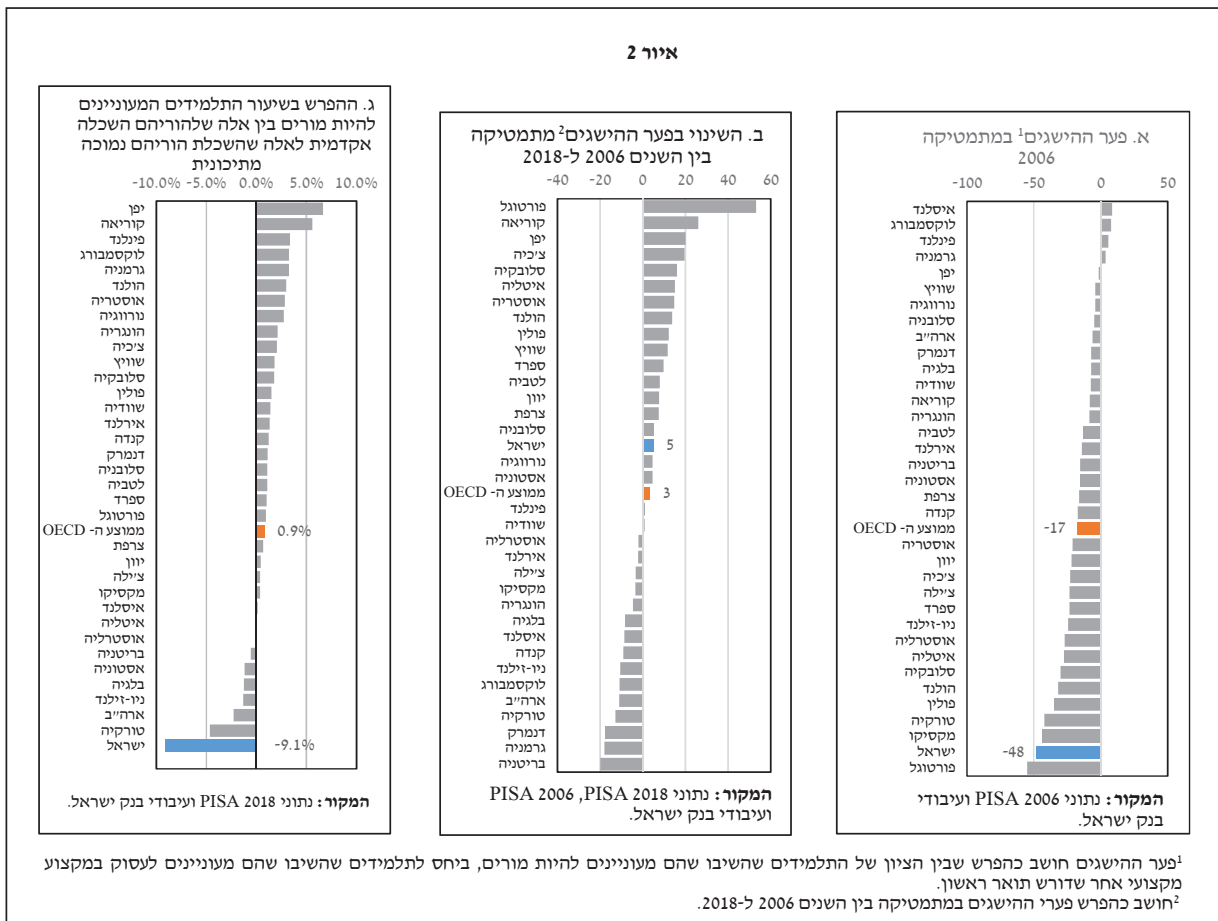 איור 2
א. פער ההישגים¹ במתמטיקה
2006
-100 -50 0 50
איסלנד
לוקסמבורג
פינלנד
גרמניה
יפן
שוויץ
נורווגיה
סלובניה
ארה״ב
דנמרק
בלגיה
שוודיה
קוריאה
הונגריה
לטביה
אירלנד
בריטניה
אסטוניה
צרפת
קנדה
ממוצע ה- OECD -17
אוסטריה
יוון
צ׳כיה
צ׳ילה
ספרד
ניו-זילנד
אוסטרליה
איטליה
סלובקיה
הולנד
פולין
טורקיה
מקסיקו
ישראל -48
פורטוגל
המקור: נתוני PISA 2006 ועיבודי
בנק ישראל.
ב. השינוי בפער ההישגים² מתמטיקה
בין השנים 2006 ל-2018
-40 -20 0 20 40 60
פורטוגל
קוריאה
יפן
צ׳כיה
סלובקיה
איטליה
אוסטריה
הולנד
פולין
שוויץ
ספרד
לטביה
יוון
צרפת
סלובניה
ישראל 5
נורווגיה
אסטוניה
ממוצע ה- OECD 3
פינלנד
שוודיה
אוסטרליה
אירלנד
צ׳ילה
מקסיקו
הונגריה
בלגיה
איסלנד
קנדה
ניו-זילנד
לוקסמבורג
ארה״ב
טורקיה
דנמרק
גרמניה
בריטניה
המקור: נתוני PISA 2006, PISA 2018
ועיבודי בנק ישראל.
ג. ההפרש בשיעור התלמידים המעוניינים
להיות מורים בין אלה שלהוריהם השכלה
אקדמית לאלה שהשכלת הוריהם נמוכה
מתיכונית
-10.0% -5.0% 0.0% 5.0% 10.0%
יפן
קוריאה
פינלנד
לוקסמבורג
גרמניה
הולנד
אוסטריה
נורווגיה
הונגריה
צ׳כיה
שוויץ
סלובקיה
פולין
שוודיה
אירלנד
קנדה
דנמרק
סלובניה
לטביה
ספרד
פורטוגל
ממוצע ה- OECD 0.9%
צרפת
יוון
צ׳ילה
מקסיקו
איסלנד
איטליה
אוסטרליה
בריטניה
אסטוניה
בלגיה
ניו-זילנד
ארה״ב
טורקיה
ישראל -9.1%
המקור: נתוני PISA 2018 ועיבודי בנק ישראל.
¹פער ההישגים חושב כהפרש שבין הציון של התלמידים שהשיבו שהם מעוניינים להיות מורים, ביחס לתלמידים שהשיבו שהם מעוניינים לעסוק במקצוע
מקצועי אחר שדורש תואר ראשון.
²חושב כהפרש פערי ההישגים במתמטיקה בין השנים 2006 ל-2018.